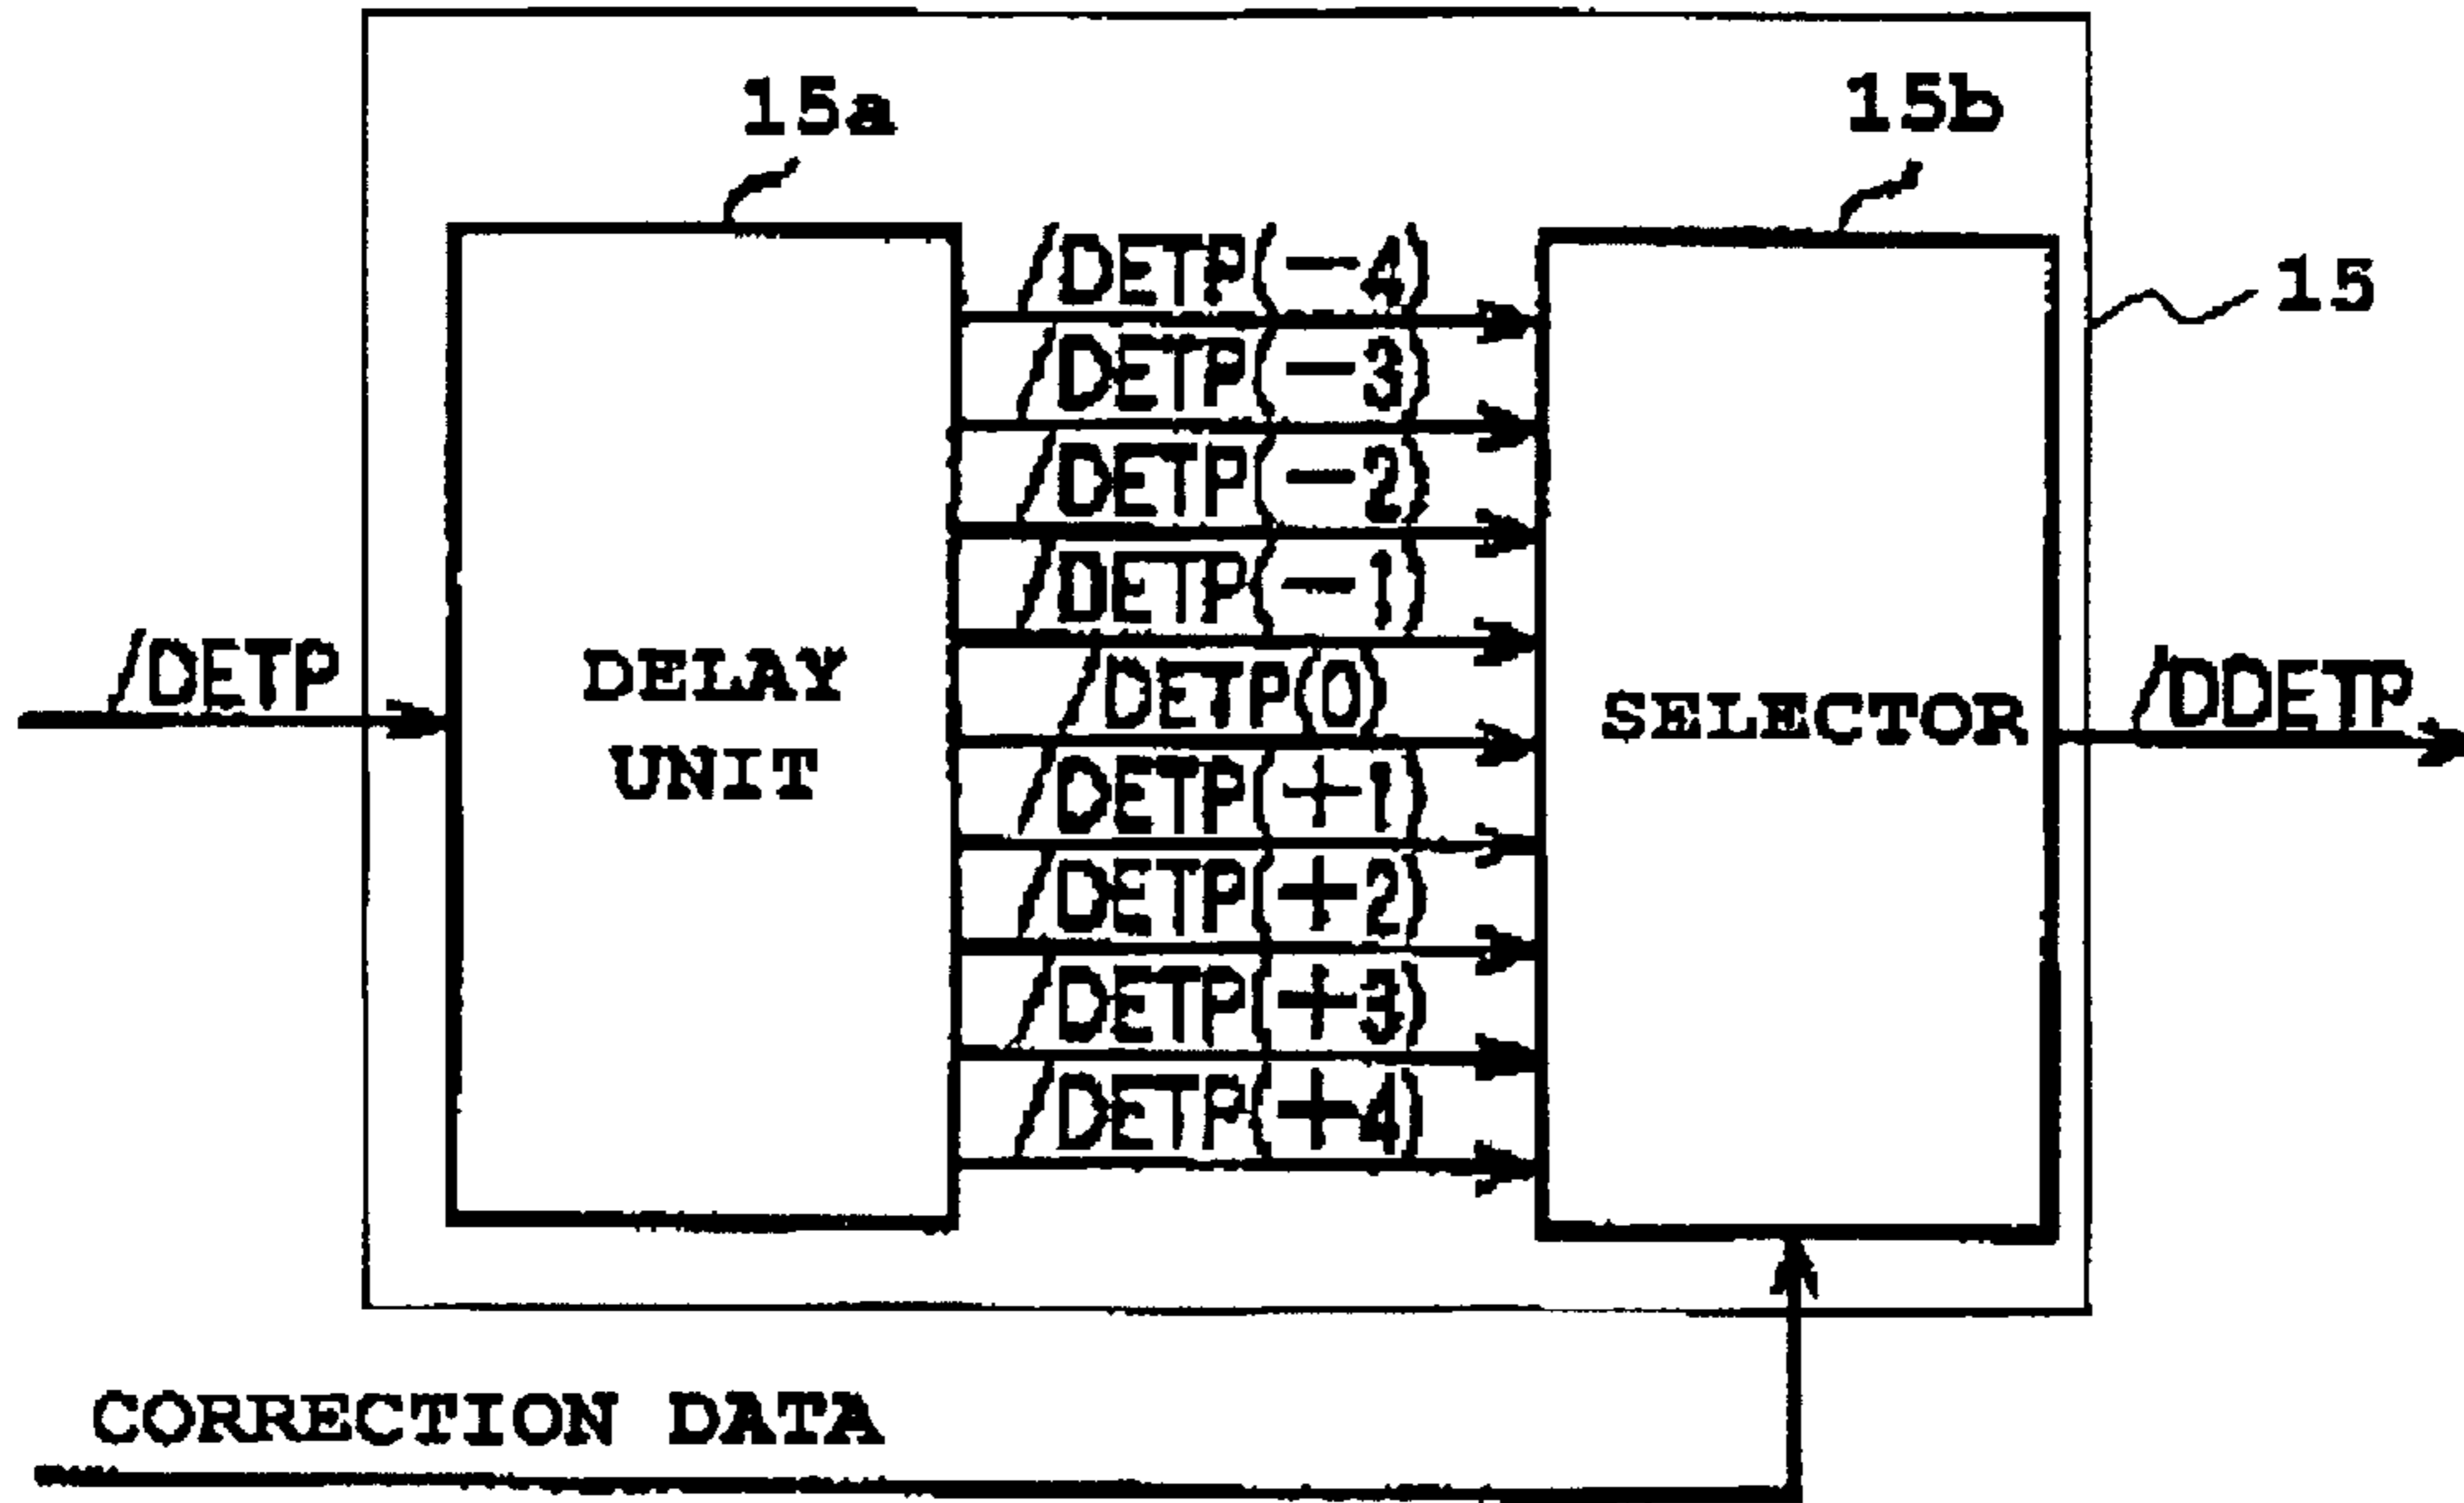 15a
15b
15
/DETP(-4)
/DETP(-3)
/DETP(-2)
/DETP(-1)
/DETP(0)
/DETP(+1)
/DETP(+2)
/DETP(+3)
/DETP(+4)
/DETP
DELAY
UNIT
SELECTOR
/DDETP
CORRECTION DATA